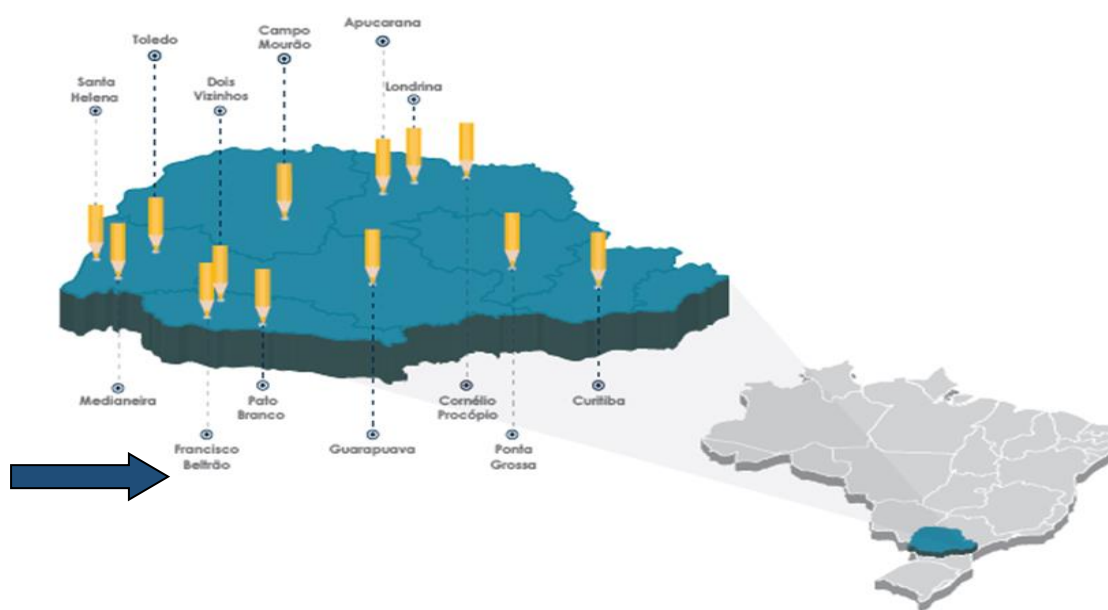 Apucarana
Campo
Mourão
Toledo
Dois
Vizinhos
Santa
Helena
Londrina
Medianeira
Pato
Branco
Cornélio
Procópio
Curitiba
Francisco
Beltrão
Guarapuava
Ponta
Grossa